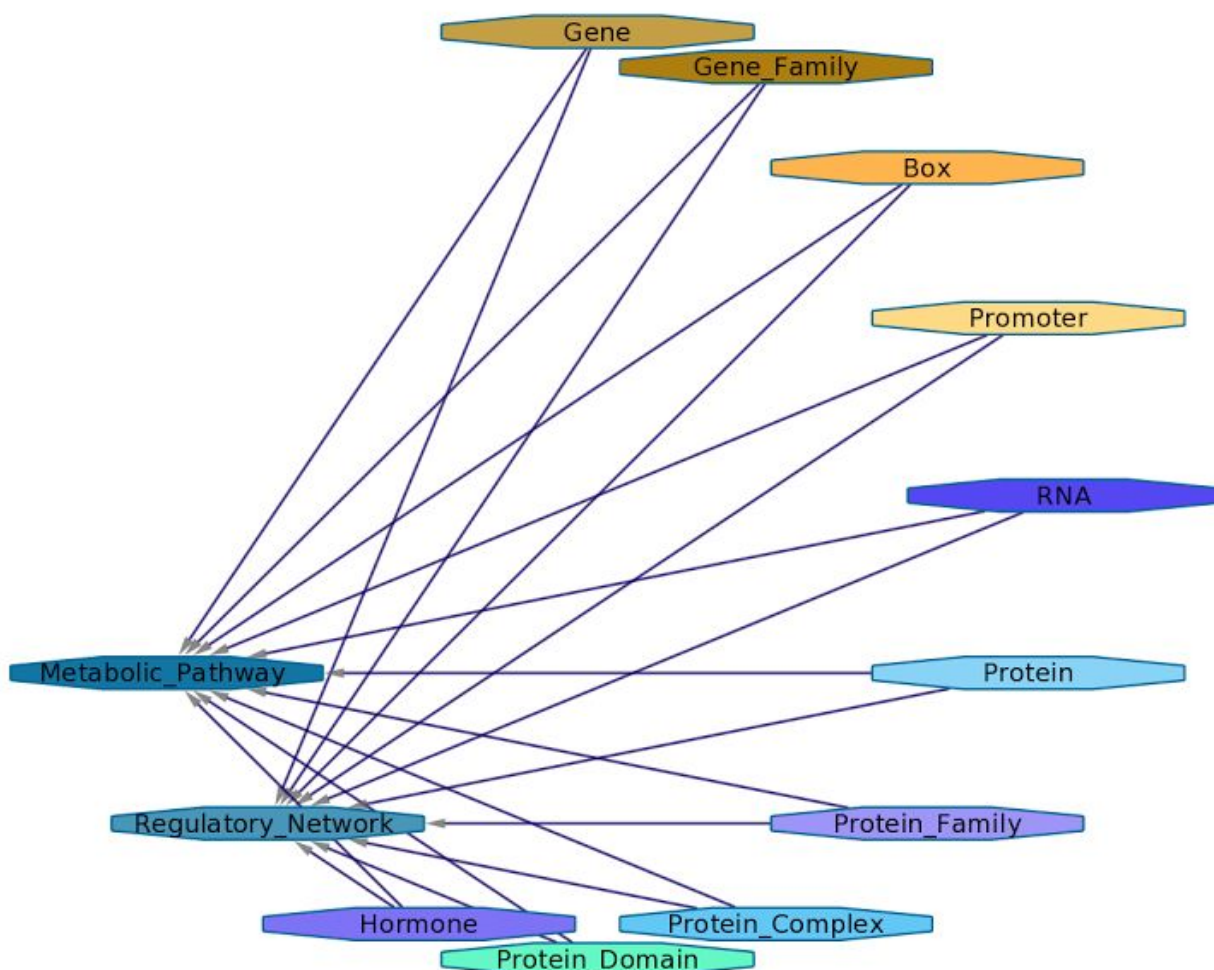 Gene
Gene_Family
Box
Promoter
RNA
Metabolic_Pathway
Protein
Regulatory_Network
Protein_Family
Hormone
Protein_Complex
Protein_Domain